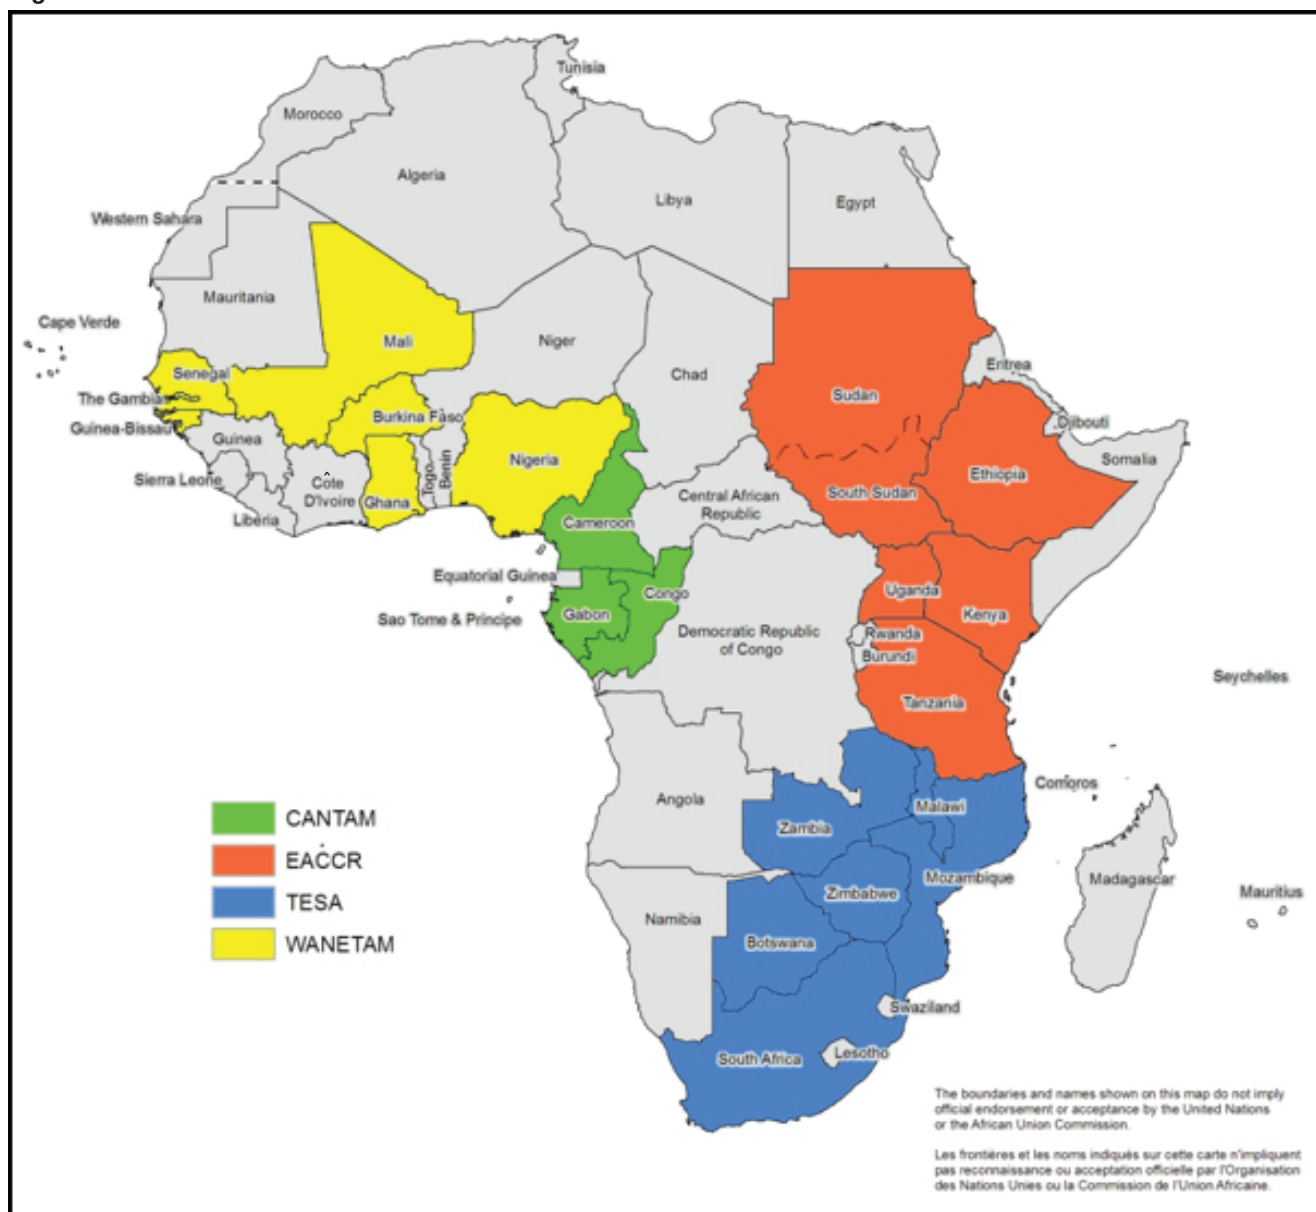 Tunisia
Morocco
Algeria
Libya
Egypt
Western Sahara
Mauritania
Cape Verde
Mali
Niger
Chad
Sudan
Eritrea
Senegal
The Gambia
Guinea-Bissau
Burkina Faso
Djibouti
Guinea
Nigeria
Somalia
Sierra Leone
Côte
D'Ivoire
Ghana
Togo
Benin
Ethiopia
South Sudan
Central African
Republic
Liberia
Cameroon
Equatorial Guinea
Congo
Uganda
Kenya
Sao Tome & Principe
Gabon
Democratic Republic
of Congo
Rwanda
Burundi
Seychelles
Tanzania
Comoros
Angola
Malawi
Zambia
CANTAM
EACCR
TESA
WANETAM
Mozambique
Madagascar
Mauritius
Zimbabwe
Namibia
Botswana
Swaziland
South Africa
Lesotho
The boundaries and names shown on this map do not imply
official endorsement or acceptance by the United Nations
or the African Union Commission.
Les frontières et les noms indiqués sur cette carte n'impliquent
pas reconnaissance ou acceptation officielle par l'Organisation
des Nations Unies ou la Commission de l'Union Africaine.